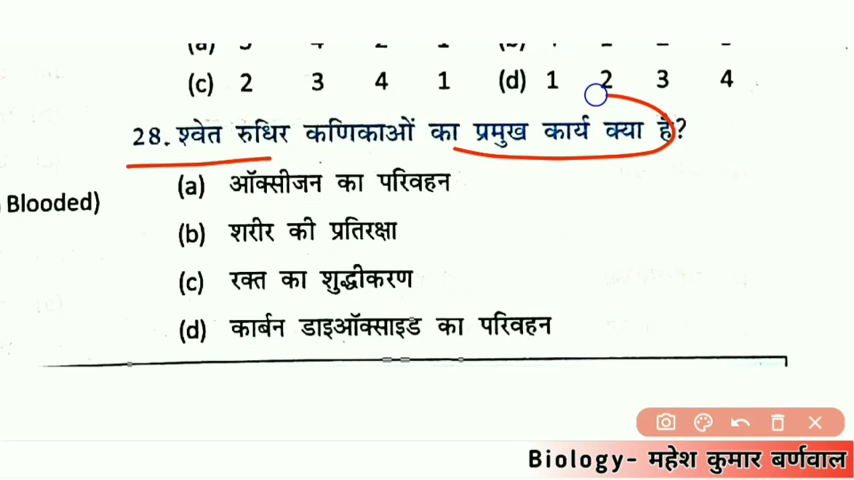 (c) 2 3 4 1 (d) 1 2 3 4
28. श्वेत रुधिर कणिकाओं का प्रमुख कार्य क्या है?
(a) ऑक्सीजन का परिवहन
Blooded)
(b) शरीर की प्रतिरक्षा
(c) रक्त का शुद्धीकरण
(d) कार्बन डाइऑक्साइड का परिवहन
Biology- महेश कुमार बर्णवाल